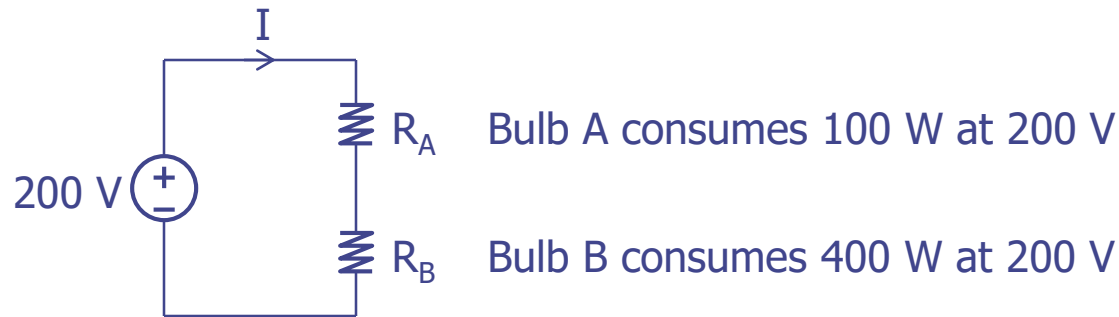 I
R_A Bulb A consumes 100 W at 200 V
200 V
R_B Bulb B consumes 400 W at 200 V